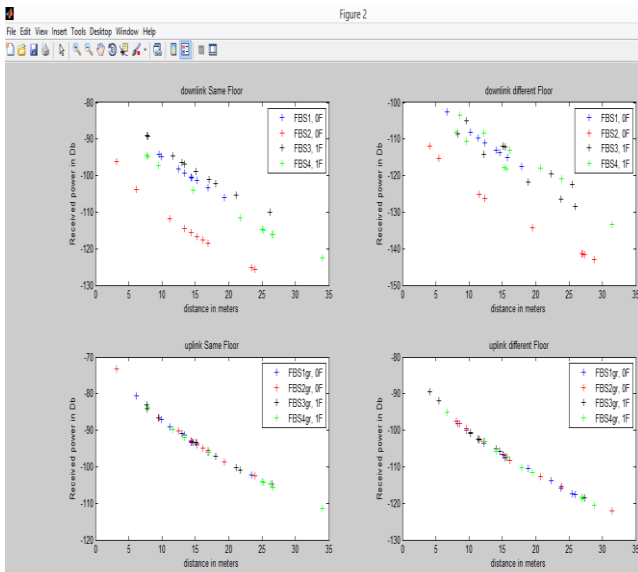 Figure 2
File Edit View Insert Tools Desktop Window Help
downlink Same Floor
-80
-90
-100
-110
-120
-130
Received power in Db
0 5 10 15 20 25 30 35
distance in meters
FBS1, 0F
FBS2, 0F
FBS3, 1F
FBS4, 1F
downlink different Floor
-100
-110
-120
-130
-140
-150
Received power in Db
0 5 10 15 20 25 30 35
distance in meters
FBS1, 0F
FBS2, 0F
FBS3, 1F
FBS4, 1F
uplink Same Floor
-70
-80
-90
-100
-110
-120
Received power in Db
0 5 10 15 20 25 30 35
distance in meters
FBS1gr, 0F
FBS2gr, 0F
FBS3gr, 1F
FBS4gr, 1F
uplink different Floor
-80
-90
-100
-110
-120
-130
Received power in Db
0 5 10 15 20 25 30 35
distance in meters
FBS1gr, 0F
FBS2gr, 0F
FBS3gr, 1F
FBS4gr, 1F